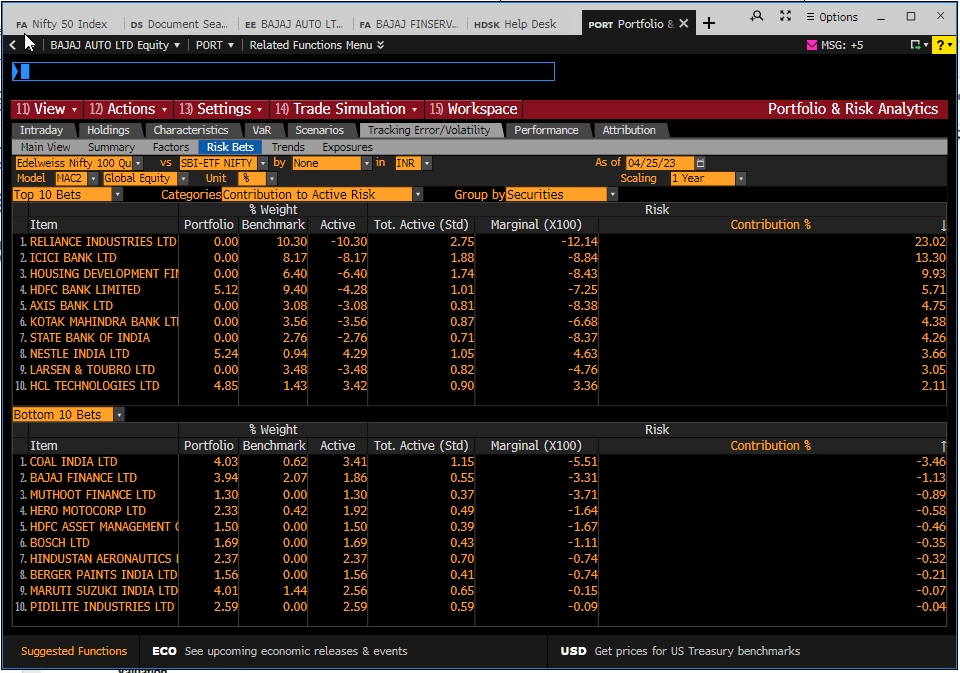 FA Nifty 50 Index DS Document Sea... EE BAJAJ AUTO LT... FA BAJAJ FINSERV... HDSK Help Desk PORT Portfolio & × + Options
< BAJAJ AUTO LTD Equity PORT Related Functions Menu MSG: +5 ?
11) View 12) Actions 13) Settings 14) Trade Simulation 15) Workspace Portfolio & Risk Analytics
Intraday Holdings Characteristics VaR Scenarios Tracking Error/Volatility Performance Attribution
Main View Summary Factors Risk Bets Trends Exposures
Edelweiss Nifty 100 Qu vs SBI-ETF NIFTY by None in INR As of 04/25/23
Model MAC2 Global Equity Unit % Scaling 1 Year
Top 10 Bets Categories Contribution to Active Risk Group by Securities
% Weight Risk
Item Portfolio Benchmark Active Tot. Active (Std) Marginal (X100) Contribution % ↓
1. RELIANCE INDUSTRIES LTD 0.00 10.30 -10.30 2.75 -12.14 23.02
2. ICICI BANK LTD 0.00 8.17 -8.17 1.88 -8.84 13.30
3. HOUSING DEVELOPMENT FIN 0.00 6.40 -6.40 1.74 -8.43 9.93
4. HDFC BANK LIMITED 5.12 9.40 -4.28 1.01 -7.25 5.71
5. AXIS BANK LTD 0.00 3.08 -3.08 0.81 -8.38 4.75
6. KOTAK MAHINDRA BANK LT 0.00 3.56 -3.56 0.87 -6.68 4.38
7. STATE BANK OF INDIA 0.00 2.76 -2.76 0.71 -8.37 4.26
8. NESTLE INDIA LTD 5.24 0.94 4.29 1.05 4.63 3.66
9. LARSEN & TOUBRO LTD 0.00 3.48 -3.48 0.82 -4.76 3.05
10. HCL TECHNOLOGIES LTD 4.85 1.43 3.42 0.90 3.36 2.11
Bottom 10 Bets
% Weight Risk
Item Portfolio Benchmark Active Tot. Active (Std) Marginal (X100) Contribution % ↑
1. COAL INDIA LTD 4.03 0.62 3.41 1.15 -5.51 -3.46
2. BAJAJ FINANCE LTD 3.94 2.07 1.86 0.55 -3.31 -1.13
3. MUTHOOT FINANCE LTD 1.30 0.00 1.30 0.37 -3.71 -0.89
4. HERO MOTOCORP LTD 2.33 0.42 1.92 0.49 -1.64 -0.58
5. HDFC ASSET MANAGEMENT 1.50 0.00 1.50 0.39 -1.67 -0.46
6. BOSCH LTD 1.69 0.00 1.69 0.43 -1.11 -0.35
7. HINDUSTAN AERONAUTICS 2.37 0.00 2.37 0.70 -0.74 -0.32
8. BERGER PAINTS INDIA LTD 1.56 0.00 1.56 0.41 -0.74 -0.21
9. MARUTI SUZUKI INDIA LTD 4.01 1.44 2.56 0.65 -0.15 -0.07
10. PIDILITE INDUSTRIES LTD 2.59 0.00 2.59 0.59 -0.09 -0.04
Suggested Functions ECO See upcoming economic releases & events USD Get prices for US Treasury benchmarks